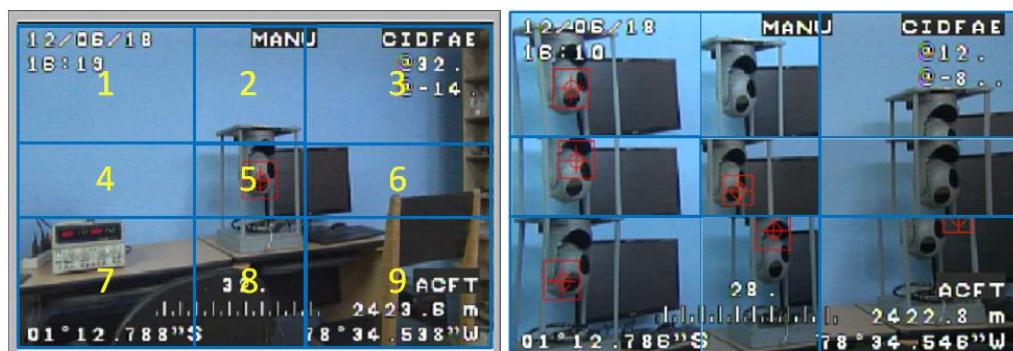 12/06/18 MANU CIDFAE
16:19 @32.
@-14.
1 2 3
4 5 6
7 8 9
32. ACFT
2423.6 m
01°12.788"S 78°34.538"W
12/06/18 MANU CIDFAE
16:10 @12.
@-8..
28. ACFT
2422.8 m
01°12.786"S 78°34.546"W